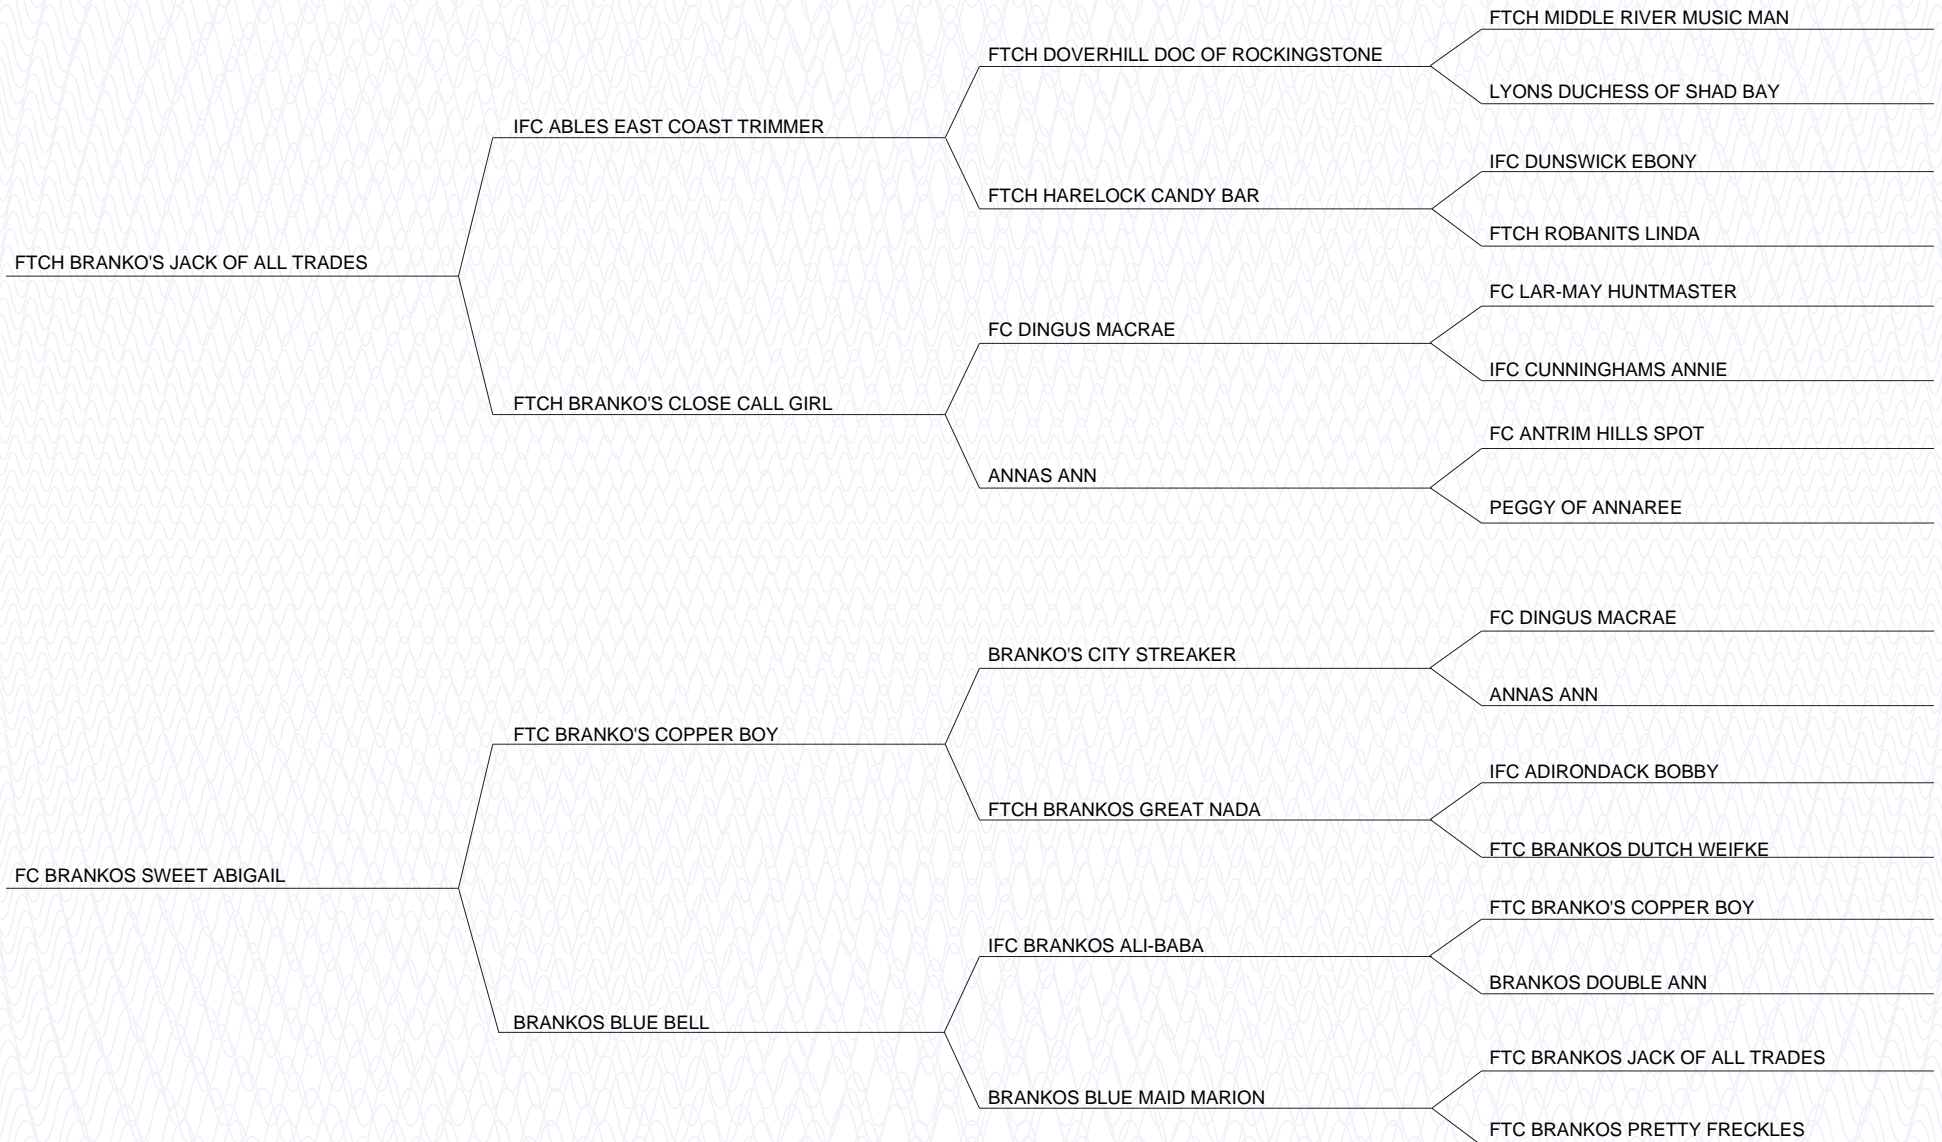 FTCH MIDDLE RIVER MUSIC MAN
FTCH DOVERHILL DOC OF ROCKINGSTONE
LYONS DUCHESS OF SHAD BAY
IFC ABLES EAST COAST TRIMMER
IFC DUNSWICK EBONY
FTCH HARELOCK CANDY BAR
FTCH ROBANITS LINDA
FTCH BRANKO'S JACK OF ALL TRADES
FC LAR-MAY HUNTMASTER
FC DINGUS MACRAE
IFC CUNNINGHAMS ANNIE
FTCH BRANKO'S CLOSE CALL GIRL
FC ANTRIM HILLS SPOT
ANNAS ANN
PEGGY OF ANNAREE
FC DINGUS MACRAE
BRANKO'S CITY STREAKER
ANNAS ANN
FTC BRANKO'S COPPER BOY
IFC ADIRONDACK BOBBY
FTCH BRANKOS GREAT NADA
FTC BRANKOS DUTCH WEIFKE
FC BRANKOS SWEET ABIGAIL
FTC BRANKO'S COPPER BOY
IFC BRANKOS ALI-BABA
BRANKOS DOUBLE ANN
BRANKOS BLUE BELL
FTC BRANKOS JACK OF ALL TRADES
BRANKOS BLUE MAID MARION
FTC BRANKOS PRETTY FRECKLES